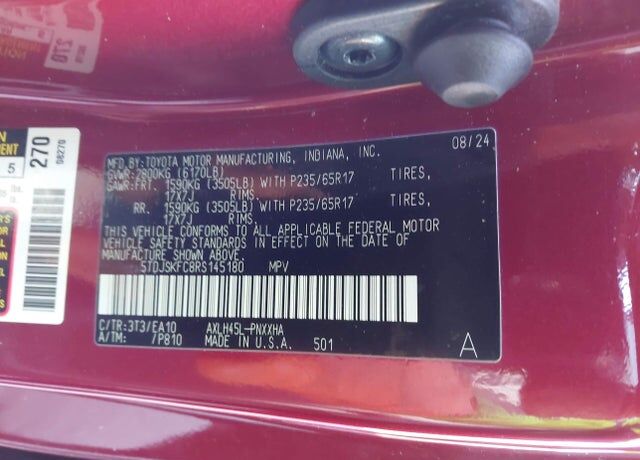 MFD.BY:TOYOTA MOTOR MANUFACTURING, INDIANA, INC. 08/24
GVWR:2800KG (6170LB)
GAWR:FRT. 1590KG (3505LB) WITH P235/65R17 TIRES,
17X7J RIMS.
RR. 1590KG (3505LB) WITH P235/65R17 TIRES,
17X7J RIMS.
THIS VEHICLE CONFORMS TO ALL APPLICABLE FEDERAL MOTOR
VEHICLE SAFETY STANDARDS IN EFFECT ON THE DATE OF
MANUFACTURE SHOWN ABOVE.
5TDJSKFC8RS145180 MPV
C/TR:3T3/EA10 AXLH45L-PNXXHA
A/TM: /P810 MADE IN U.S.A. 501
A
270
08270
5